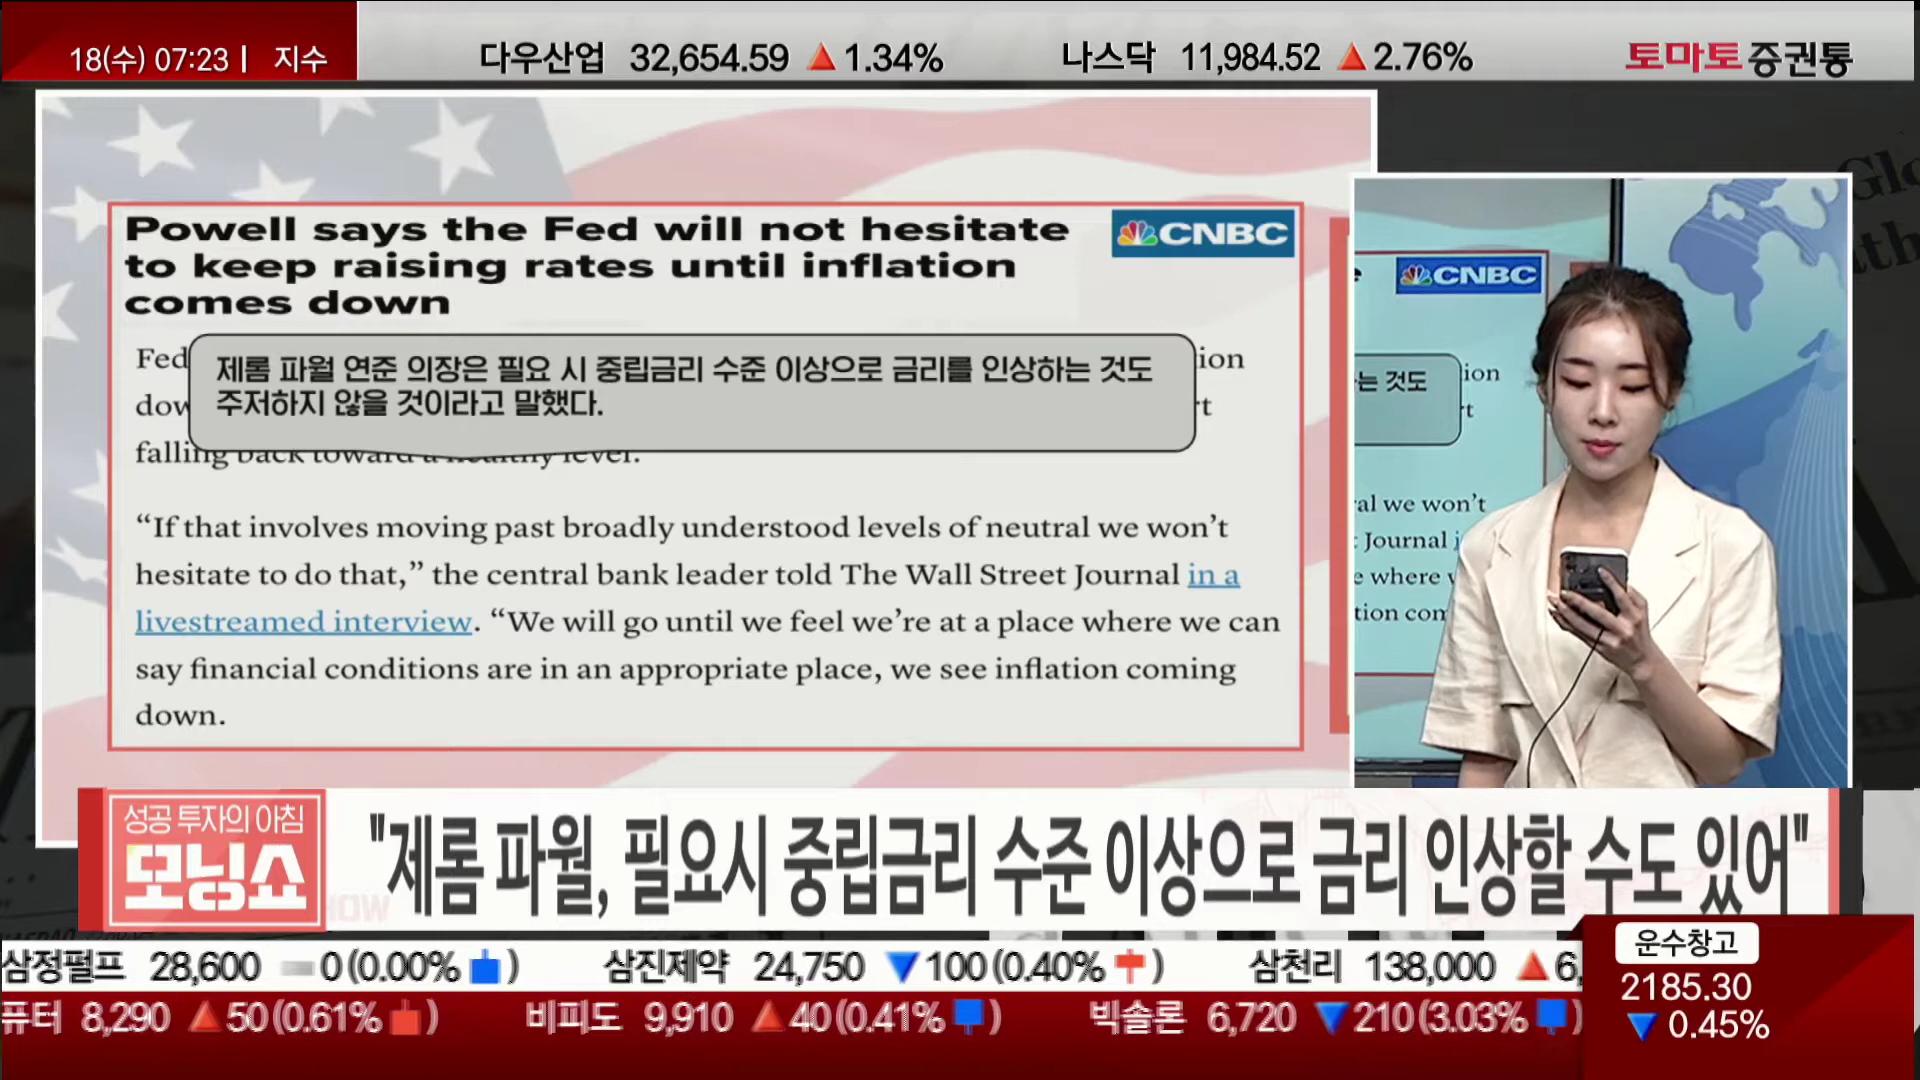 18(수) 07:23 | 지수
다우산업 32,654.59 ▲1.34%
나스닥 11,984.52 ▲2.76%
토마토증권통
Powell says the Fed will not hesitate
to keep raising rates until inflation
comes down
CNBC
Fed
제롬 파월 연준 의장은 필요 시 중립금리 수준 이상으로 금리를 인상하는 것도
주저하지 않을 것이라고 말했다.
falling back toward a healthy level.
“If that involves moving past broadly understood levels of neutral we won’t
hesitate to do that,” the central bank leader told The Wall Street Journal in a
livestreamed interview. “We will go until we feel we’re at a place where we can
say financial conditions are in an appropriate place, we see inflation coming
down.
CNBC
는 것도
al we won’t
Journal
e where
tion com
성공 투자의 아침
모닝쇼
"제롬 파월, 필요시 중립금리 수준 이상으로 금리 인상할 수도 있어"
삼정펄프 28,600 0(0.00%) 삼진제약 24,750 ▼100(0.40%) 삼천리 138,000 ▲6,
퓨터 8,290 ▲50(0.61%) 비피도 9,910 ▲40(0.41%) 빅솔론 6,720 ▼210(3.03%)
운수창고
2185.30
▼0.45%